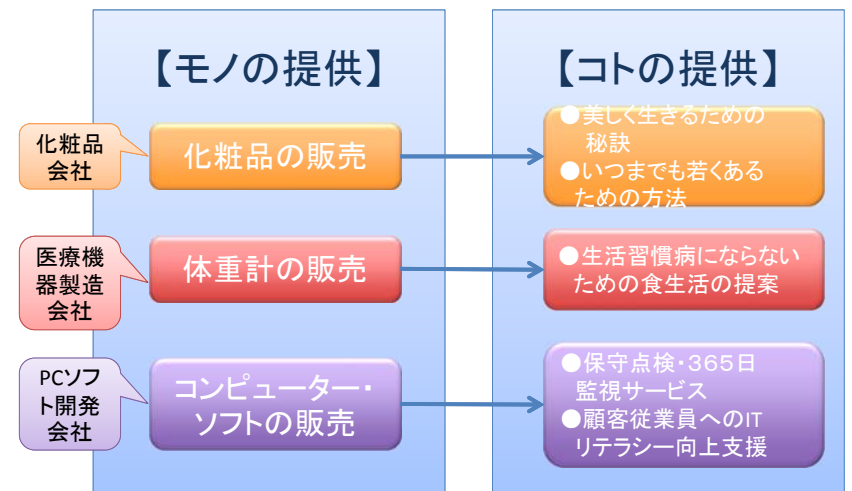 【モノの提供】
【コトの提供】
化粧品
会社
化粧品の販売
●美しく生きるための
秘訣
●いつまでも若くある
ための方法
医療機
器製造
会社
体重計の販売
●生活習慣病にならない
ための食生活の提案
PCソフ
ト開発
会社
コンピューター・
ソフトの販売
●保守点検・365日
監視サービス
●顧客従業員へのIT
リテラシー向上支援